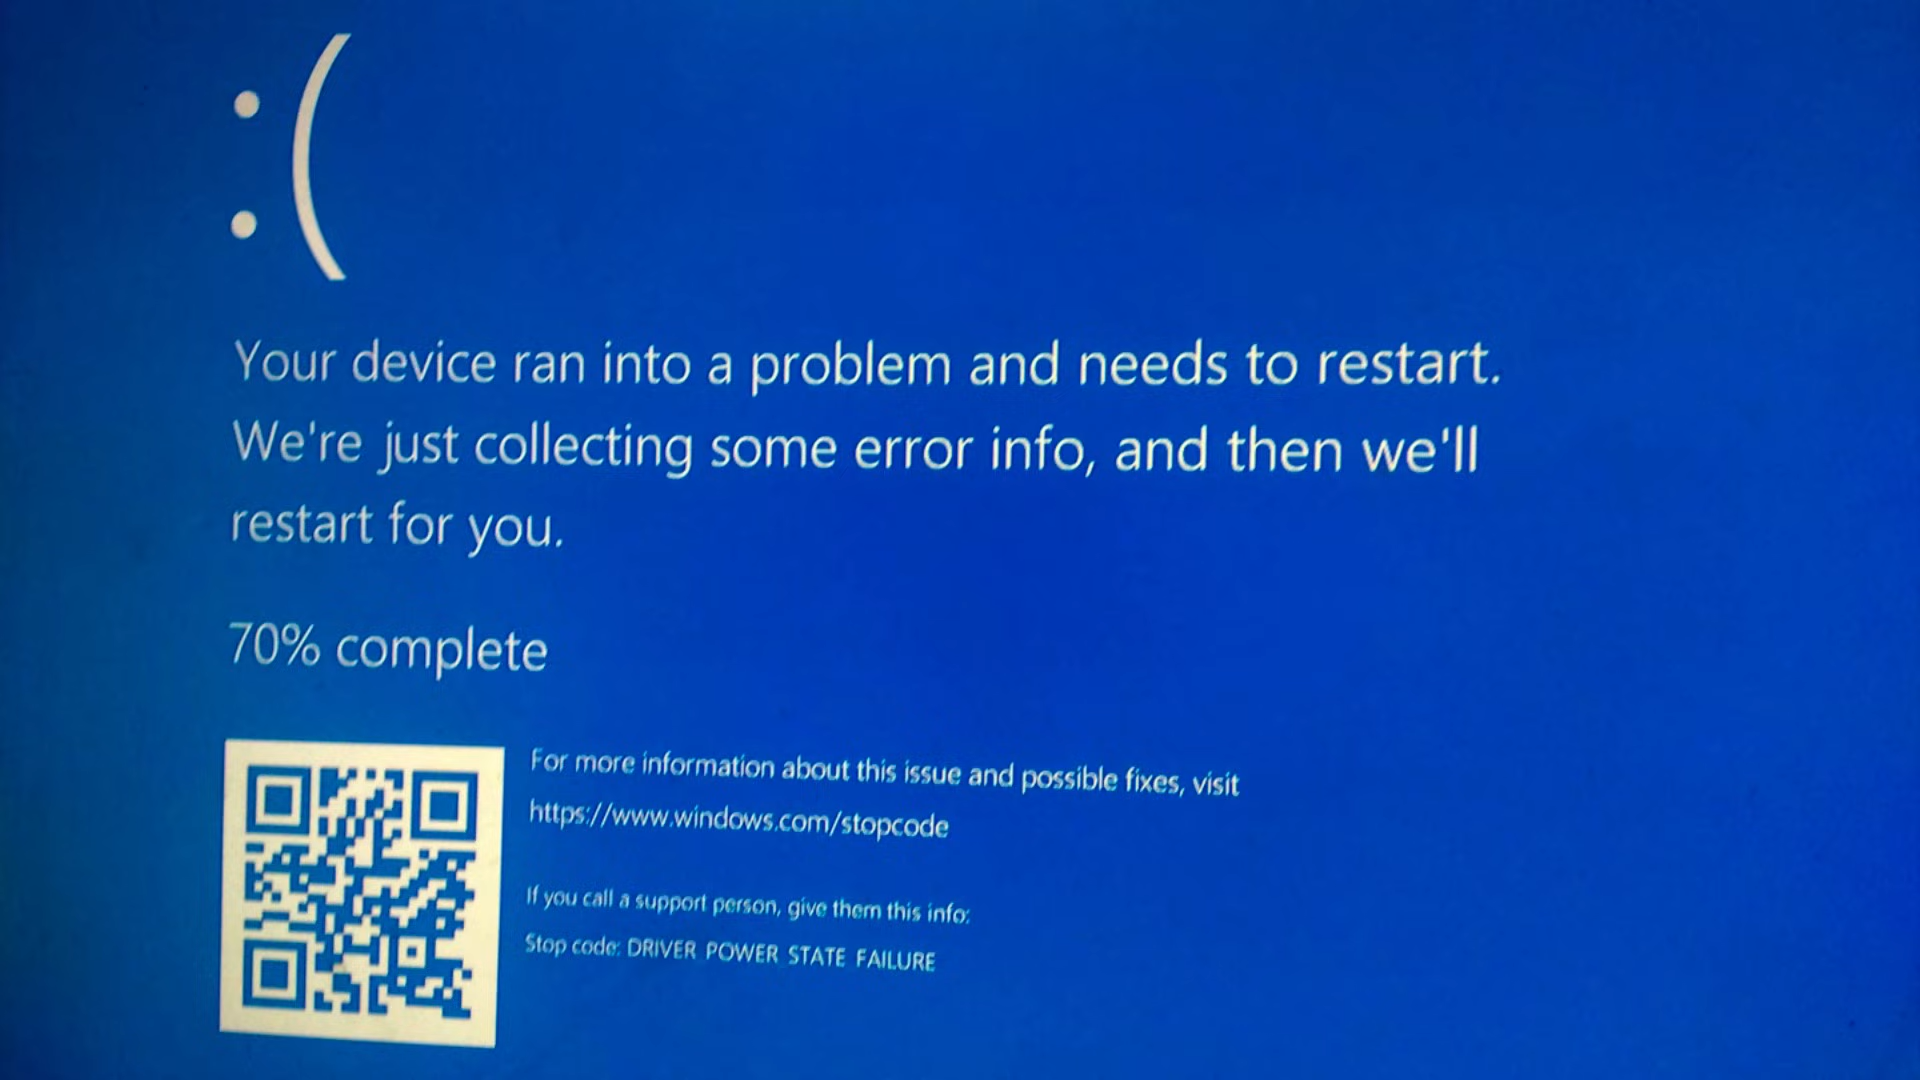 :(
Your device ran into a problem and needs to restart.
We're just collecting some error info, and then we'll
restart for you.
70% complete
For more information about this issue and possible fixes, visit
https://www.windows.com/stopcode
If you call a support person, give them this info:
Stop code: DRIVER POWER STATE FAILURE